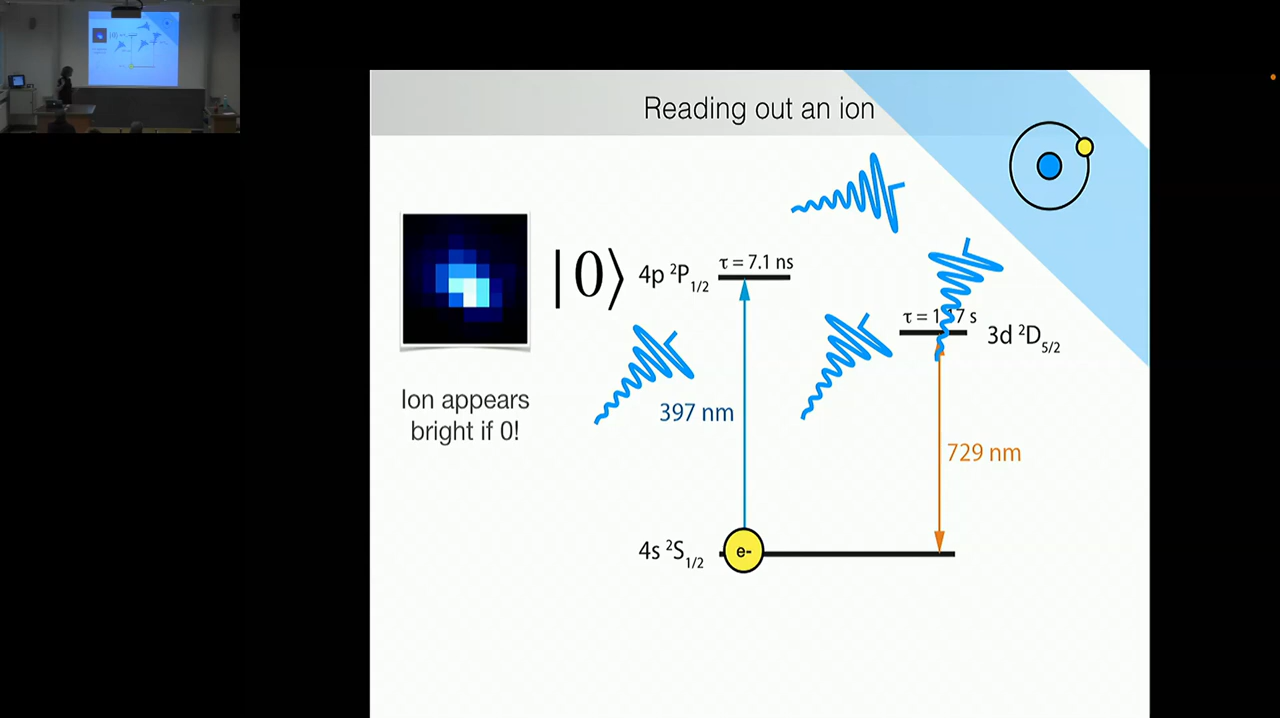 Reading out an ion
|0⟩
4p ²P₁/₂
τ = 7.1 ns
3d ²D₅/₂
397 nm
729 nm
Ion appears
bright if 0!
4s ²S₁/₂
e-